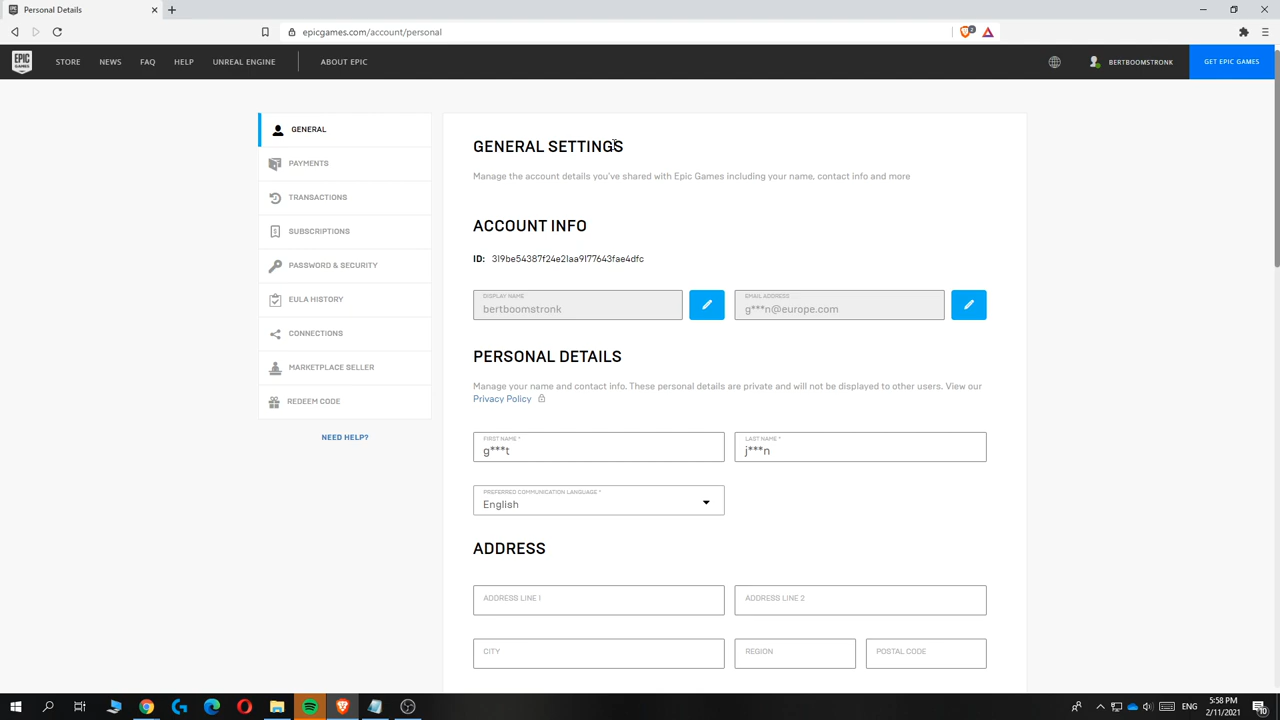 Personal Details
epicgames.com/account/personal
EPIC GAMES
STORE
NEWS
FAQ
HELP
UNREAL ENGINE
ABOUT EPIC
BERTBOOMSTRONK
GET EPIC GAMES
GENERAL
PAYMENTS
TRANSACTIONS
SUBSCRIPTIONS
PASSWORD & SECURITY
EULA HISTORY
CONNECTIONS
MARKETPLACE SELLER
REDEEM CODE
NEED HELP?
GENERAL SETTINGS
Manage the account details you've shared with Epic Games including your name, contact info and more
ACCOUNT INFO
ID: 319be54387f24e21aa9177643fae4dfc
DISPLAY NAME
bertboomstronk
EMAIL ADDRESS
g***n@europe.com
PERSONAL DETAILS
Manage your name and contact info. These personal details are private and will not be displayed to other users. View our
Privacy Policy
FIRST NAME *
g***t
LAST NAME *
j***n
PREFERRED COMMUNICATION LANGUAGE *
English
ADDRESS
ADDRESS LINE 1
ADDRESS LINE 2
CITY
REGION
POSTAL CODE
ENG
5:58 PM
2/11/2021